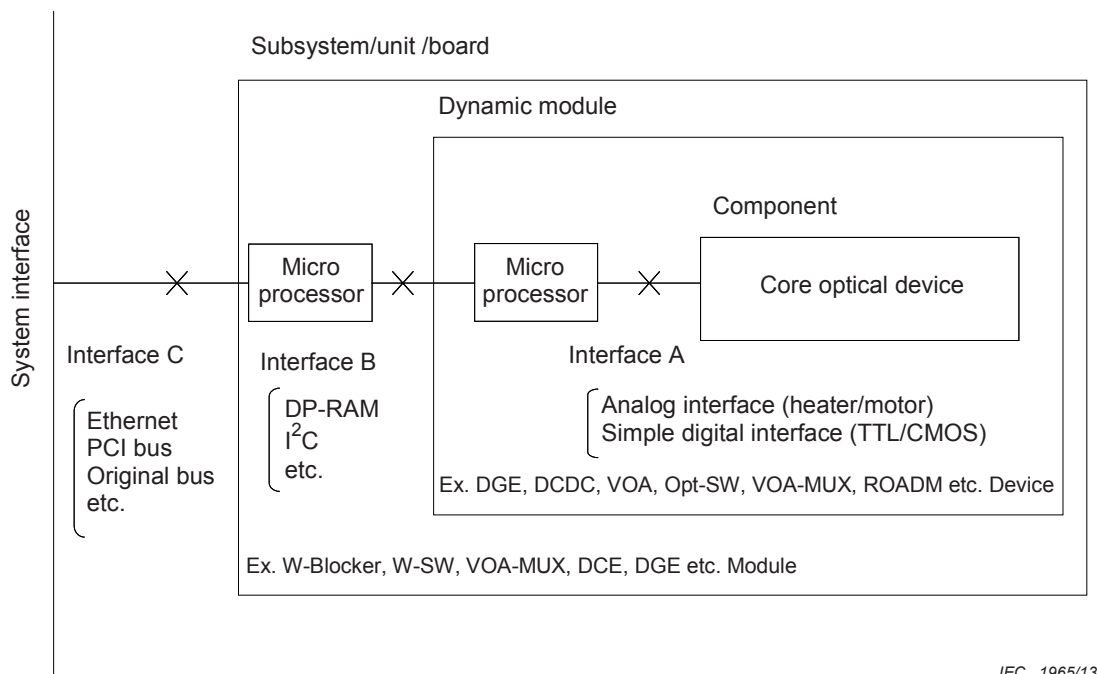 Subsystem/unit /board
Dynamic module
Component
System interface
Micro
processor
Micro
processor
Core optical device
Interface C
Ethernet
PCI bus
Original bus
etc.
Interface B
DP-RAM
I²C
etc.
Interface A
Analog interface (heater/motor)
Simple digital interface (TTL/CMOS)
Ex. DGE, DCDC, VOA, Opt-SW, VOA-MUX, ROADM etc. Device
Ex. W-Blocker, W-SW, VOA-MUX, DCE, DGE etc. Module
IEC 1965/13